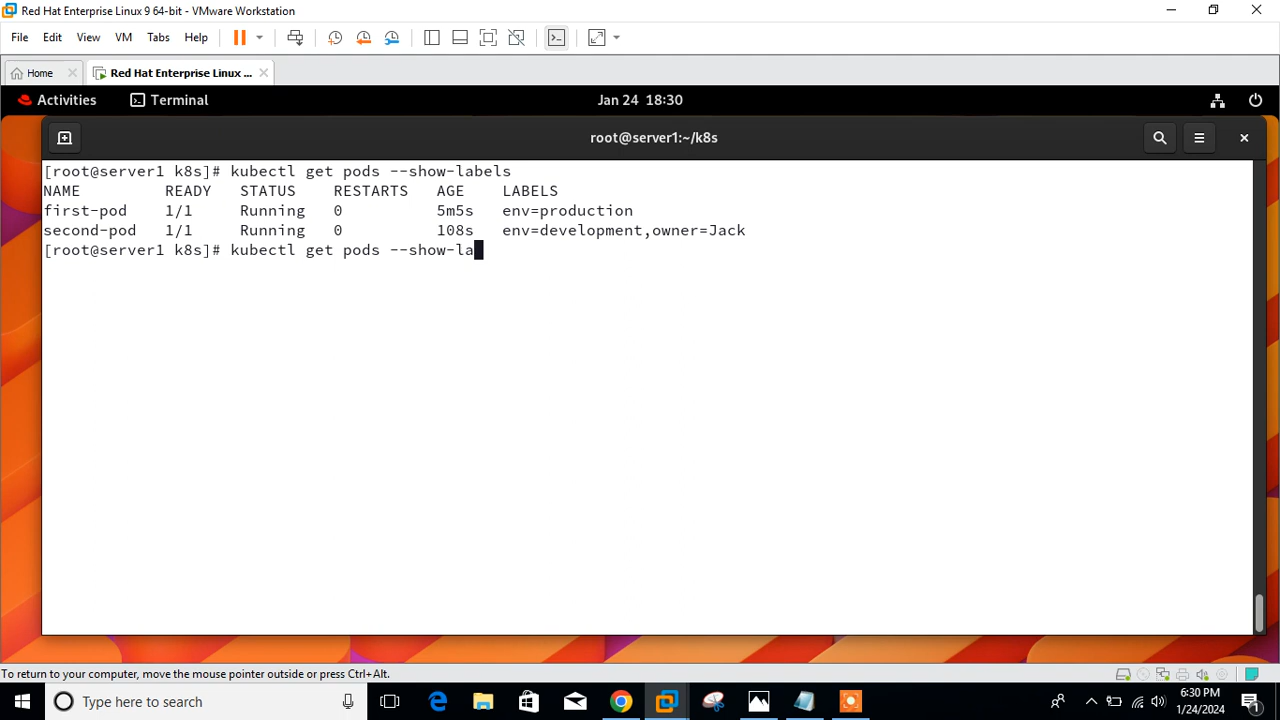 Red Hat Enterprise Linux 9 64-bit - VMware Workstation
File Edit View VM Tabs Help
Home Red Hat Enterprise Linux ...
Activities Terminal Jan 24 18:30
root@server1:~/k8s
[root@server1 k8s]# kubectl get pods --show-labels
NAME READY STATUS RESTARTS AGE LABELS
first-pod 1/1 Running 0 5m5s env=production
second-pod 1/1 Running 0 108s env=development,owner=Jack
[root@server1 k8s]# kubectl get pods --show-la
To return to your computer, move the mouse pointer outside or press Ctrl+Alt.
Type here to search
6:30 PM
1/24/2024
1